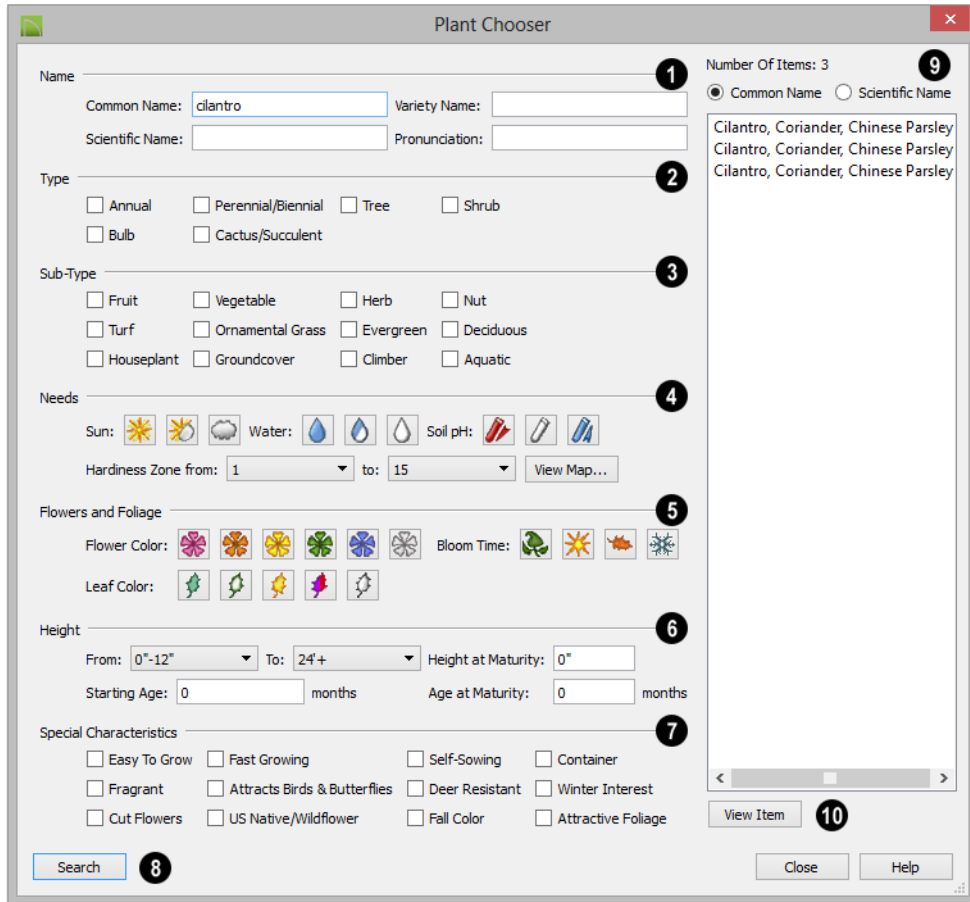 Plant Chooser
Name 1
Common Name: cilantro Variety Name:
Scientific Name: Pronunciation:
Type 2
Annual Perennial/Biennial Tree Shrub
Bulb Cactus/Succulent
Sub-Type 3
Fruit Vegetable Herb Nut
Turf Ornamental Grass Evergreen Deciduous
Houseplant Groundcover Climber Aquatic
Needs 4
Sun: Water: Soil pH:
Hardiness Zone from: 1 to: 15 View Map...
Flowers and Foliage 5
Flower Color: Bloom Time:
Leaf Color:
Height 6
From: 0"-12" To: 24'+ Height at Maturity: 0"
Starting Age: 0 months Age at Maturity: 0 months
Special Characteristics 7
Easy To Grow Fast Growing Self-Sowing Container
Fragrant Attracts Birds & Butterflies Deer Resistant Winter Interest
Cut Flowers US Native/Wildflower Fall Color Attractive Foliage
Search 8
Number Of Items: 3 9
Common Name Scientific Name
Cilantro, Coriander, Chinese Parsley
Cilantro, Coriander, Chinese Parsley
Cilantro, Coriander, Chinese Parsley
View Item 10
Close Help